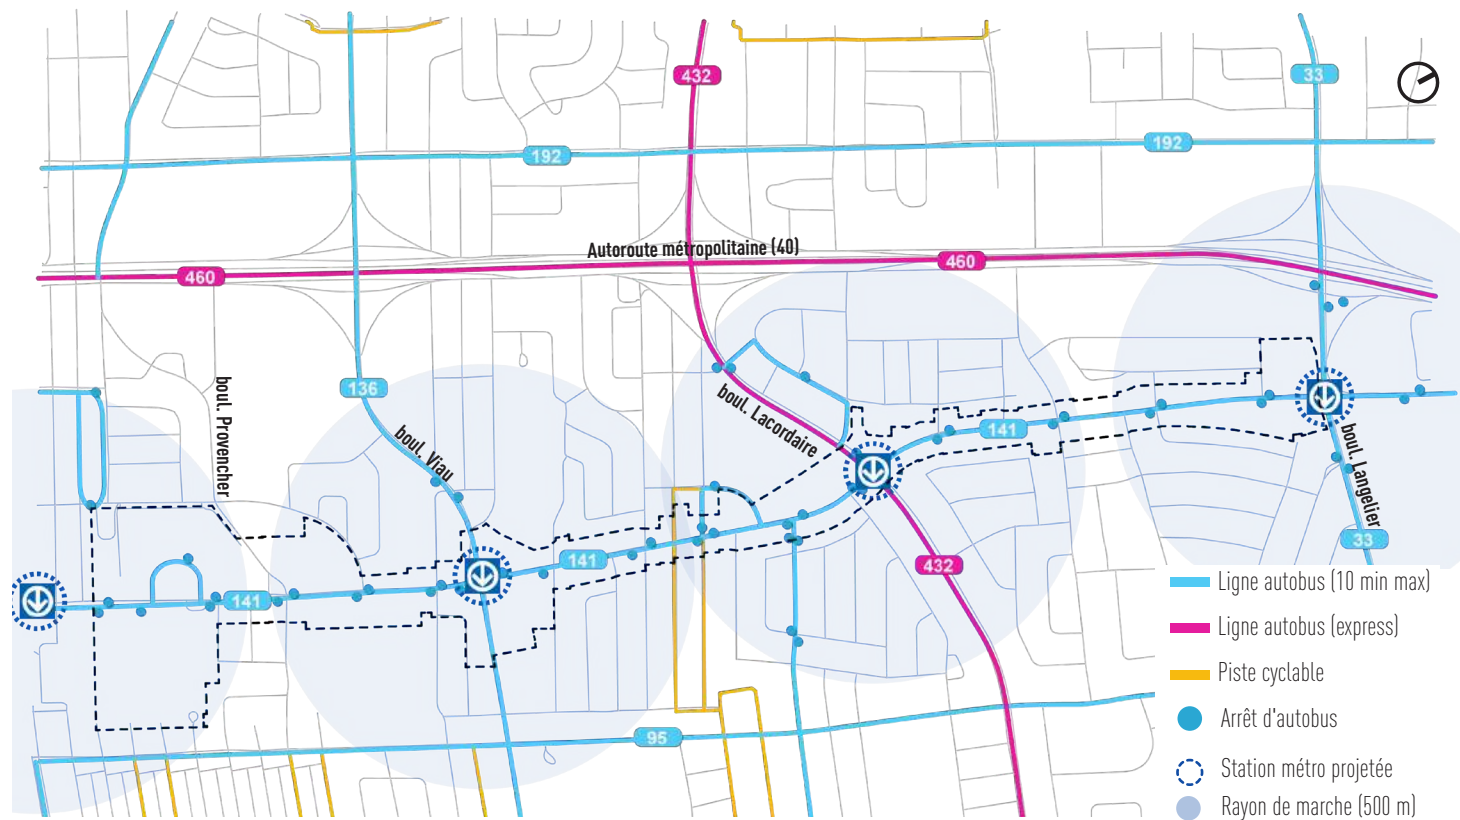 432
33
192
192
Autoroute métropolitaine (40)
460
460
boul. Provencher
136
boul. Viau
boul. Lacordaire
141
boul. Langelier
33
141
432
141
95
Ligne autobus (10 min max)
Ligne autobus (express)
Piste cyclable
Arrêt d'autobus
Station métro projetée
Rayon de marche (500 m)